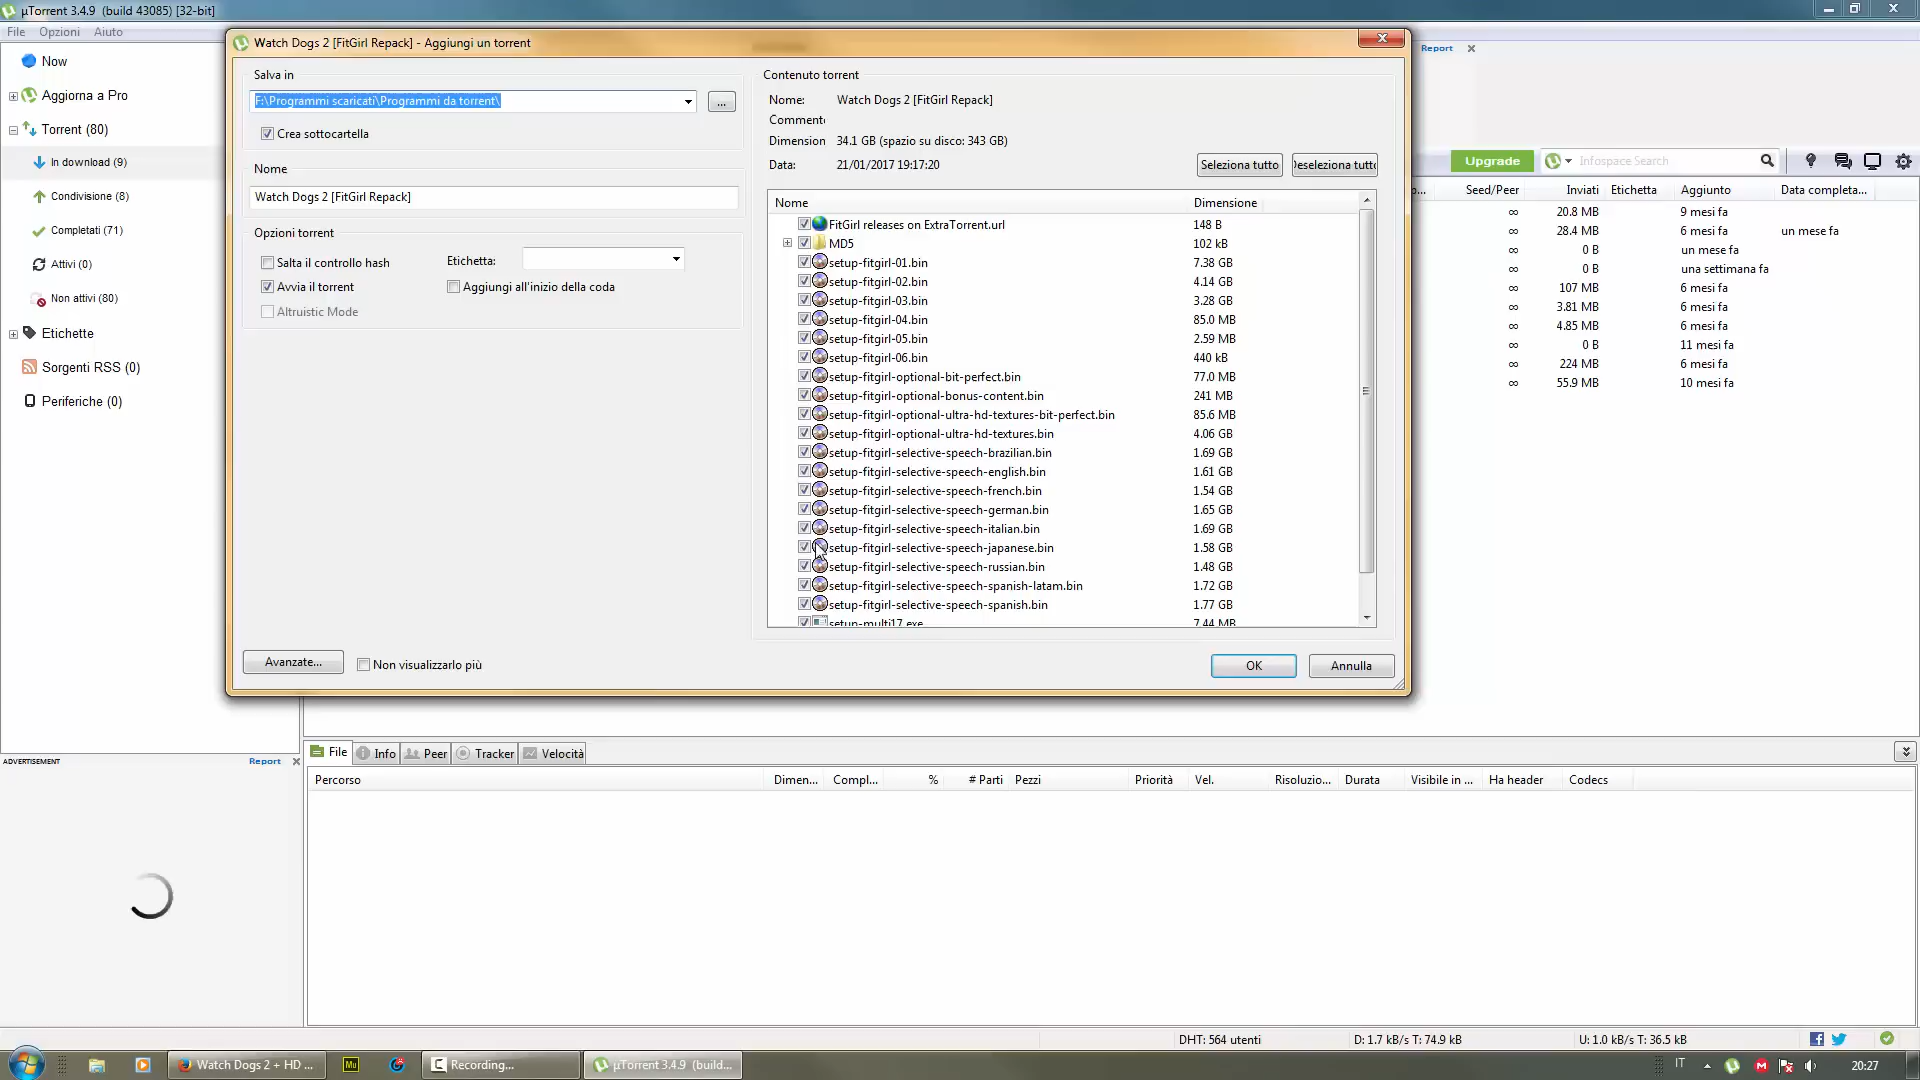 µTorrent 3.4.9 (build 43085) [32-bit]
File Opzioni Aiuto
Now
Aggiorna a Pro
Torrent (80)
In download (9)
Condivisione (8)
Completati (71)
Attivi (0)
Non attivi (80)
Etichette
Sorgenti RSS (0)
Periferiche (0)
ADVERTISEMENT Report
Watch Dogs 2 [FitGirl Repack] - Aggiungi un torrent
Salva in
F:\Programmi scaricati\Programmi da torrent\
...
Crea sottocartella
Nome
Watch Dogs 2 [FitGirl Repack]
Opzioni torrent
Salta il controllo hash
Etichetta:
Avvia il torrent
Aggiungi all'inizio della coda
Altruistic Mode
Avanzate...
Non visualizzarlo più
Contenuto torrent
Nome: Watch Dogs 2 [FitGirl Repack]
Comment
Dimension 34.1 GB (spazio su disco: 343 GB)
Data: 21/01/2017 19:17:20
Seleziona tutto
Deseleziona tutto
Nome Dimensione
FitGirl releases on ExtraTorrent.url 148 B
MD5 102 kB
setup-fitgirl-01.bin 7.38 GB
setup-fitgirl-02.bin 4.14 GB
setup-fitgirl-03.bin 3.28 GB
setup-fitgirl-04.bin 85.0 MB
setup-fitgirl-05.bin 2.59 MB
setup-fitgirl-06.bin 440 kB
setup-fitgirl-optional-bit-perfect.bin 77.0 MB
setup-fitgirl-optional-bonus-content.bin 241 MB
setup-fitgirl-optional-ultra-hd-textures-bit-perfect.bin 85.6 MB
setup-fitgirl-optional-ultra-hd-textures.bin 4.06 GB
setup-fitgirl-selective-speech-brazilian.bin 1.69 GB
setup-fitgirl-selective-speech-english.bin 1.61 GB
setup-fitgirl-selective-speech-french.bin 1.54 GB
setup-fitgirl-selective-speech-german.bin 1.65 GB
setup-fitgirl-selective-speech-italian.bin 1.69 GB
setup-fitgirl-selective-speech-japanese.bin 1.58 GB
setup-fitgirl-selective-speech-russian.bin 1.48 GB
setup-fitgirl-selective-speech-spanish-latam.bin 1.72 GB
setup-fitgirl-selective-speech-spanish.bin 1.77 GB
setup-multi17.exe 7.44 MB
OK
Annulla
Report
Upgrade
Infospace Search
Seed/Peer Inviati Etichetta Aggiunto Data completa...
∞ 20.8 MB 9 mesi fa
∞ 28.4 MB 6 mesi fa un mese fa
∞ 0 B un mese fa
∞ 0 B una settimana fa
∞ 107 MB 6 mesi fa
∞ 3.81 MB 6 mesi fa
∞ 4.85 MB 6 mesi fa
∞ 0 B 11 mesi fa
∞ 224 MB 6 mesi fa
∞ 55.9 MB 10 mesi fa
File Info Peer Tracker Velocità
Percorso Dimen... Compl... % # Parti Pezzi Priorità Vel. Risoluzio... Durata Visibile in ... Ha header Codecs
DHT: 564 utenti
D: 1.7 kB/s T: 74.9 kB
U: 1.0 kB/s T: 36.5 kB
Watch Dogs 2 + HD ...
Mu
Recording...
µTorrent 3.4.9 (build...
IT
20:27